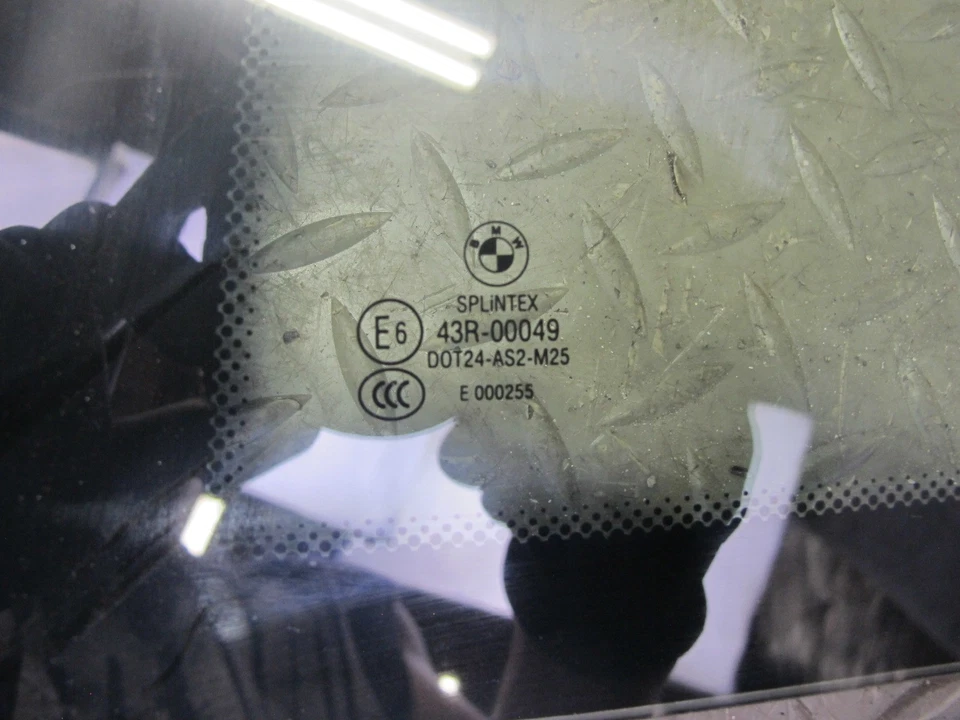 BMW
SPLiNTEX
E6 43R-00049
DOT24-AS2-M25
CCC E 000255